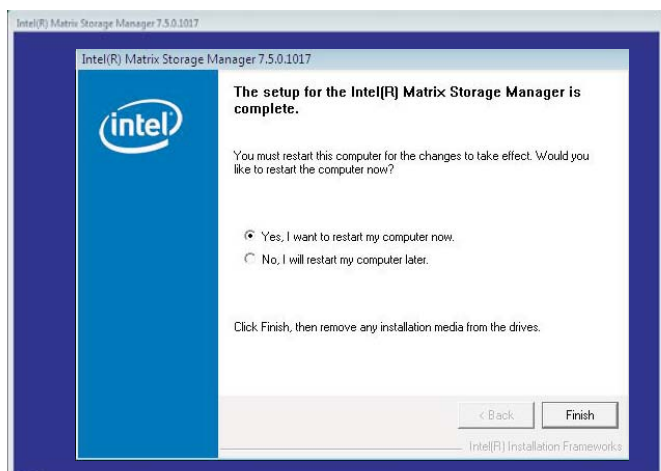 Intel(R) Matrix Storage Manager 7.5.0.1017
Intel(R) Matrix Storage Manager 7.5.0.1017
intel
The setup for the Intel(R) Matrix Storage Manager is
complete.
You must restart this computer for the changes to take effect. Would you
like to restart the computer now?
Yes, I want to restart my computer now.
No, I will restart my computer later.
Click Finish, then remove any installation media from the drives.
< Back
Finish
Intel(R) Installation Frameworks